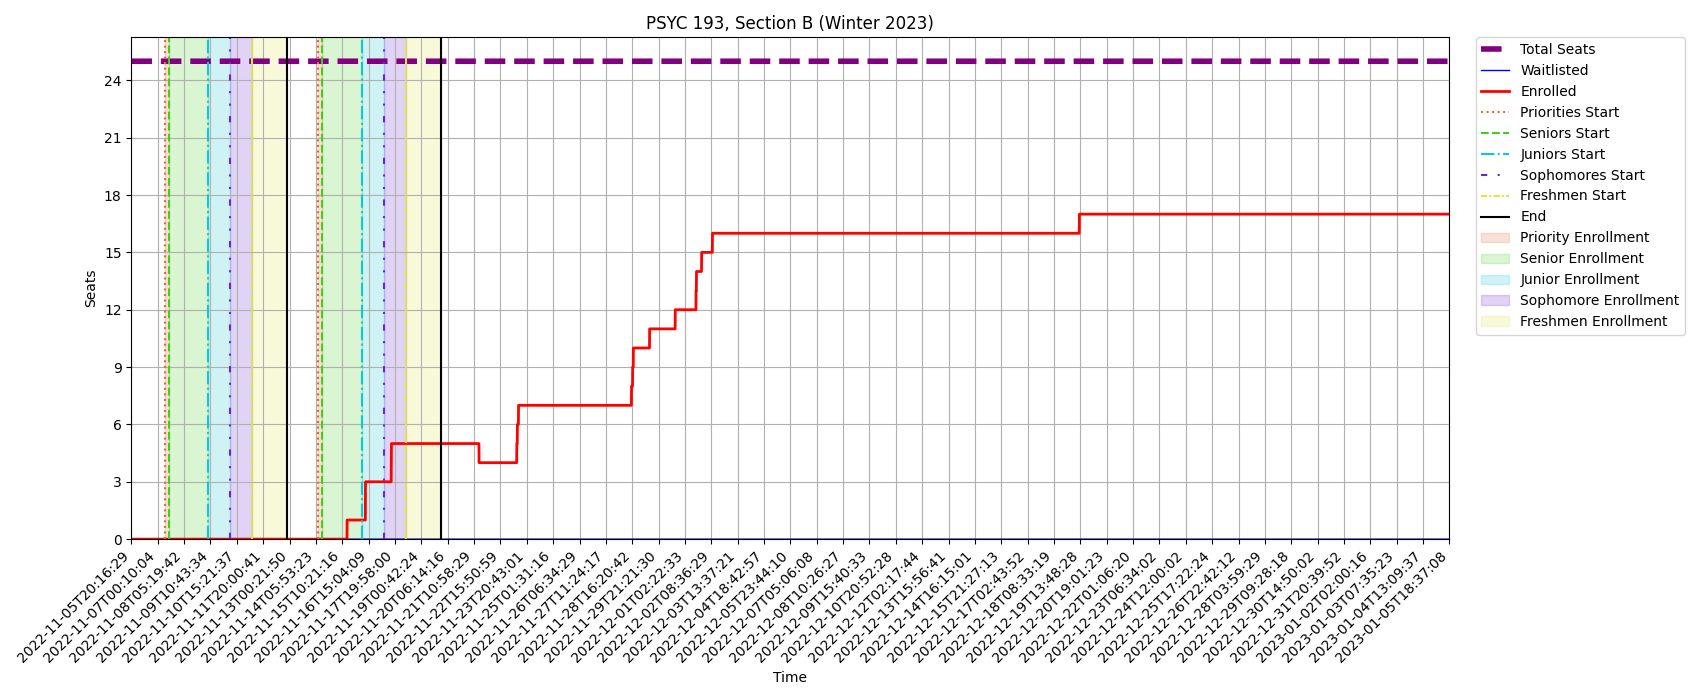 PSYC 193, Section B (Winter 2023)
Seats
24
21
18
15
12
9
6
3
0
2022-11-05T20:16:29
2022-11-07T00:10:04
2022-11-08T05:19:42
2022-11-09T10:43:34
2022-11-10T15:21:37
2022-11-11T20:00:41
2022-11-13T00:21:50
2022-11-14T05:53:23
2022-11-15T10:21:16
2022-11-16T15:04:09
2022-11-17T19:58:00
2022-11-19T00:42:24
2022-11-20T06:14:16
2022-11-21T10:58:29
2022-11-22T15:50:59
2022-11-23T20:43:01
2022-11-25T01:31:16
2022-11-26T06:34:29
2022-11-27T11:24:17
2022-11-28T16:20:42
2022-11-29T21:21:30
2022-12-01T02:22:33
2022-12-02T08:36:29
2022-12-03T13:37:21
2022-12-04T18:42:57
2022-12-05T23:44:10
2022-12-07T05:06:08
2022-12-08T10:26:27
2022-12-09T15:40:33
2022-12-10T20:52:28
2022-12-12T02:17:44
2022-12-13T15:56:41
2022-12-14T16:15:01
2022-12-15T21:27:13
2022-12-17T02:43:52
2022-12-18T08:33:19
2022-12-19T13:48:28
2022-12-20T19:01:23
2022-12-22T01:06:20
2022-12-23T06:34:02
2022-12-24T12:00:02
2022-12-25T17:22:24
2022-12-26T22:42:12
2022-12-28T03:59:29
2022-12-29T09:28:18
2022-12-30T14:50:02
2022-12-31T20:39:52
2023-01-02T02:00:16
2023-01-03T07:35:23
2023-01-04T13:09:37
2023-01-05T18:37:08
Time
Total Seats
Waitlisted
Enrolled
Priorities Start
Seniors Start
Juniors Start
Sophomores Start
Freshmen Start
End
Priority Enrollment
Senior Enrollment
Junior Enrollment
Sophomore Enrollment
Freshmen Enrollment